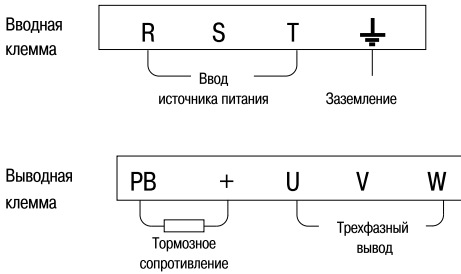 Вводная
клемма
R S T
Ввод
источника питания
Заземление
Выводная
клемма
PB + U V W
Тормозное
сопротивление
Трехфазный
вывод